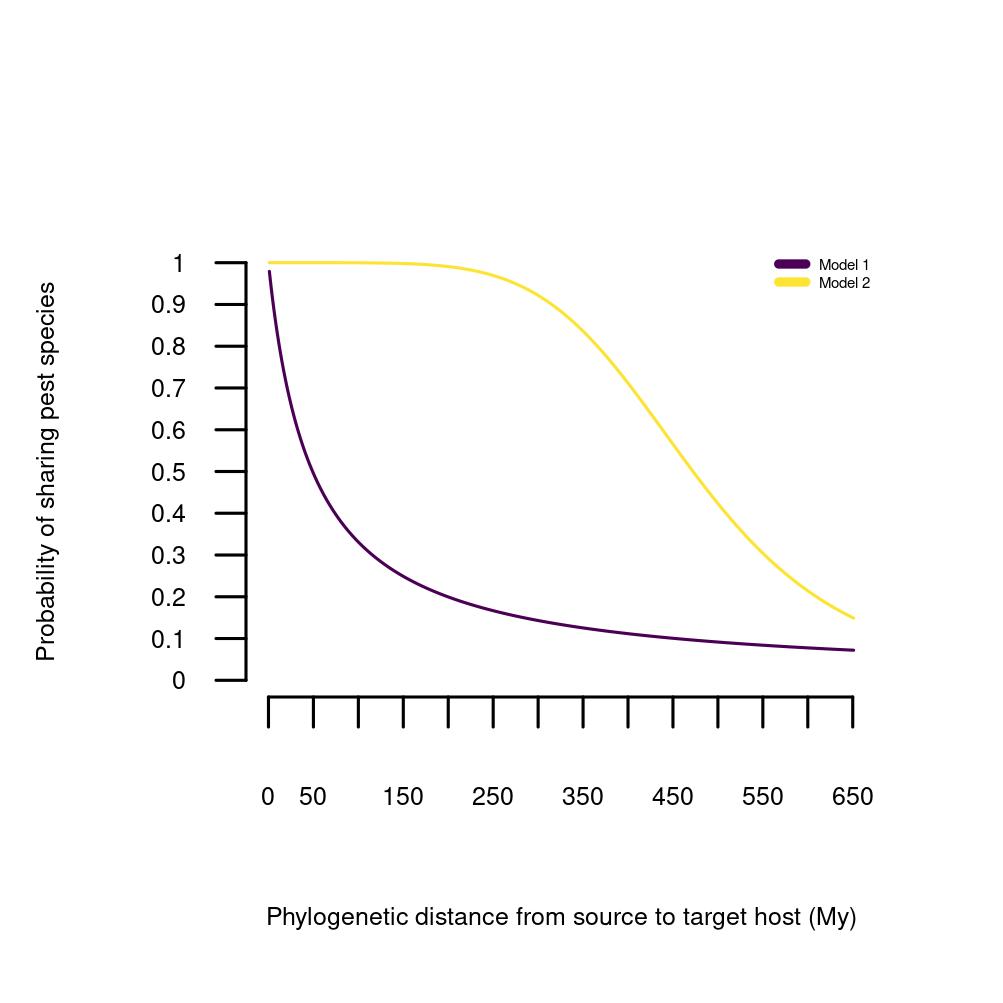 Probability of sharing pest species
1
0.9
0.8
0.7
0.6
0.5
0.4
0.3
0.2
0.1
0
Model 1
Model 2
0 50 150 250 350 450 550 650
Phylogenetic distance from source to target host (My)